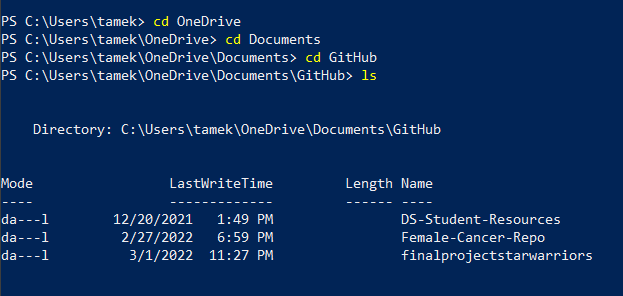 PS C:\Users\tamek> cd OneDrive
PS C:\Users\tamek\OneDrive> cd Documents
PS C:\Users\tamek\OneDrive\Documents> cd GitHub
PS C:\Users\tamek\OneDrive\Documents\GitHub> ls
Directory: C:\Users\tamek\OneDrive\Documents\GitHub
Mode                 LastWriteTime         Length Name
----                 -------------         ------ ----
da---l        12/20/2021   1:49 PM                DS-Student-Resources
da---l         2/27/2022   6:59 PM                Female-Cancer-Repo
da---l          3/1/2022  11:27 PM                finalprojectstarwarriors